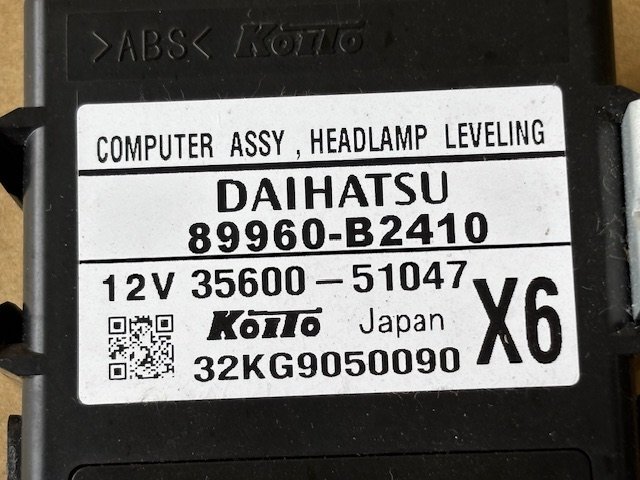 >ABS< KOITO
COMPUTER ASSY , HEADLAMP LEVELING
DAIHATSU
89960-B2410
12V 35600-51047
KOITO Japan X6
32KG9050090